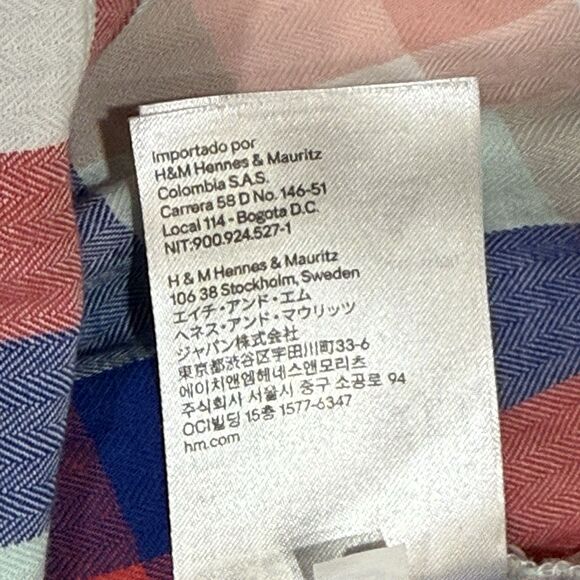 Importado por
H&M Hennes & Mauritz
Colombia S.A.S.
Carrera 58 D No. 146-51
Local 114 - Bogota D.C.
NIT:900.924.527-1
H & M Hennes & Mauritz
106 38 Stockholm, Sweden
エイチ・アンド・エム
ヘネス・アンド・マウリッツ
ジャパン株式会社
東京都渋谷区宇田川町33-6
에이치앤엠헤네스앤모리츠
주식회사 서울시 중구 소공로 94
OCI빌딩 15층 1577-6347
hm.com